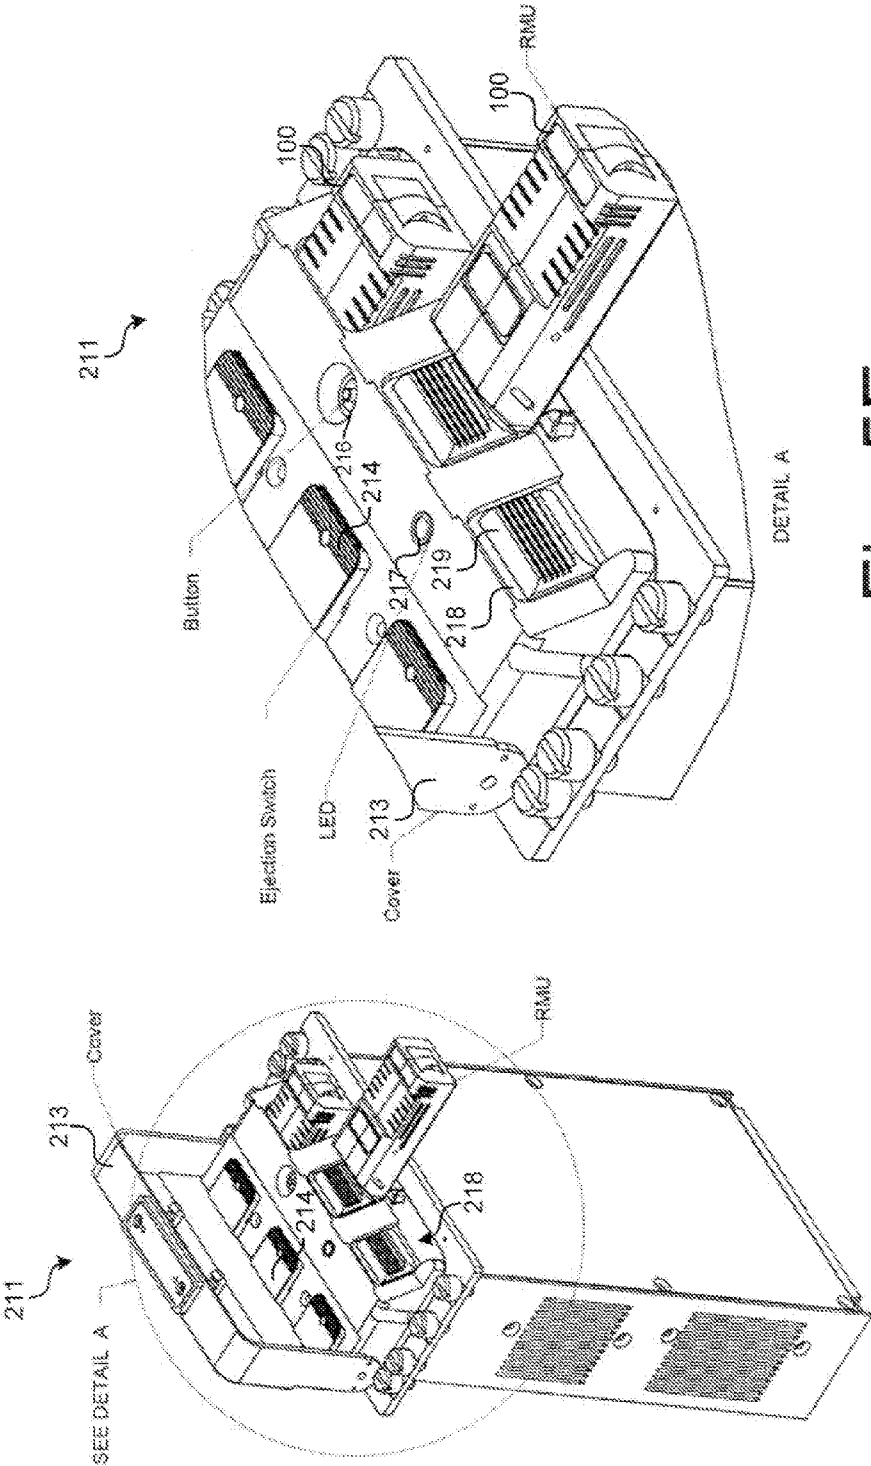 211
213
Cover
SEE DETAIL A
214
218
RMU
211
Button
Ejection Switch
LED
213
Cover
216
214
217
219
218
100
100
RMU
DETAIL A